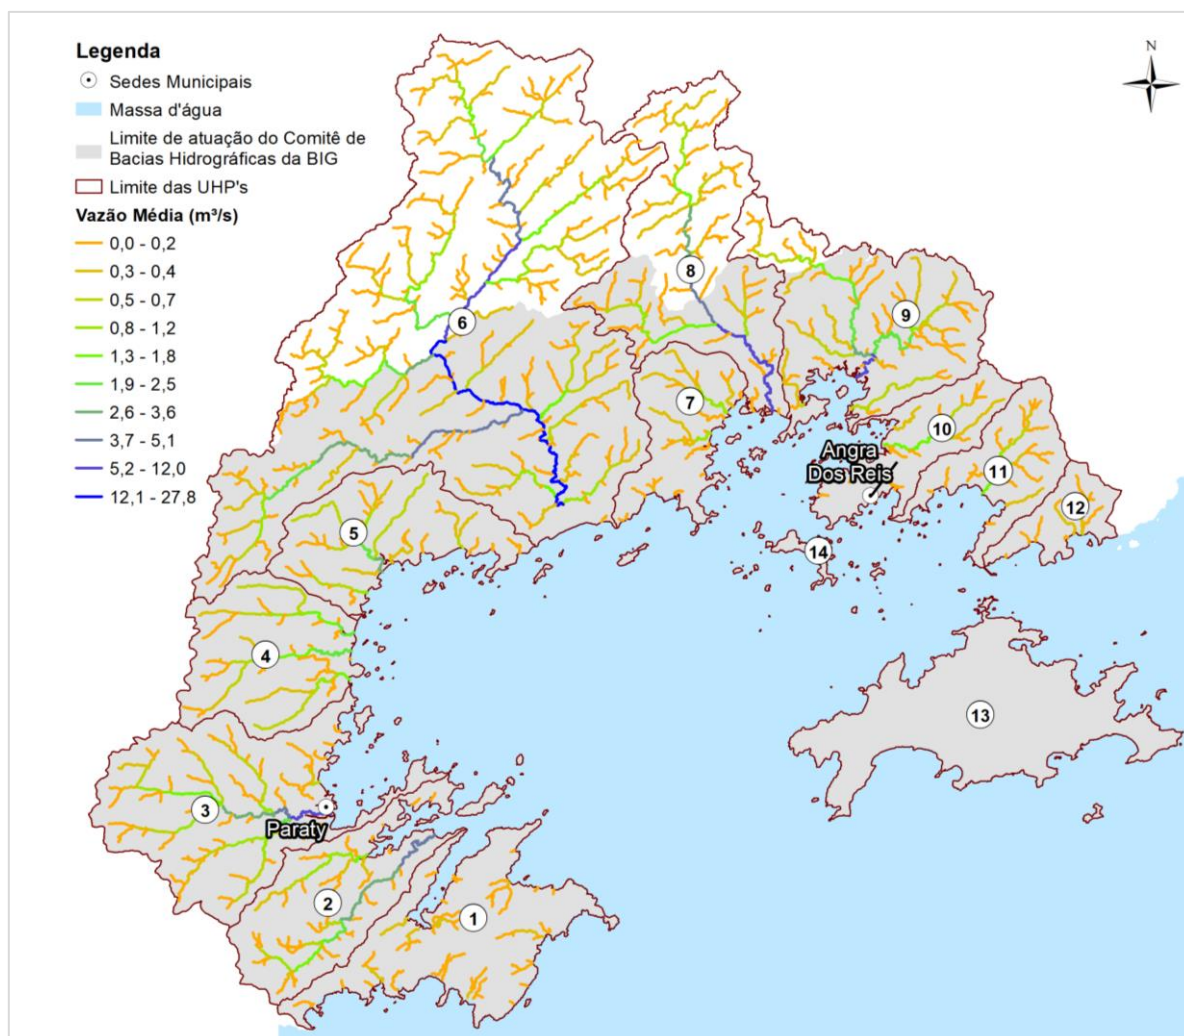 Legenda
Sedes Municipais
Massa d'água
Limite de atuação do Comitê de
Bacias Hidrográficas da BIG
Limite das UHP's
Vazão Média (m³/s)
0,0 - 0,2
0,3 - 0,4
0,5 - 0,7
0,8 - 1,2
1,3 - 1,8
1,9 - 2,5
2,6 - 3,6
3,7 - 5,1
5,2 - 12,0
12,1 - 27,8
N
8
9
6
7
10
Angra
Dos Reis
11
12
5
14
4
13
3
Paraty
2
1